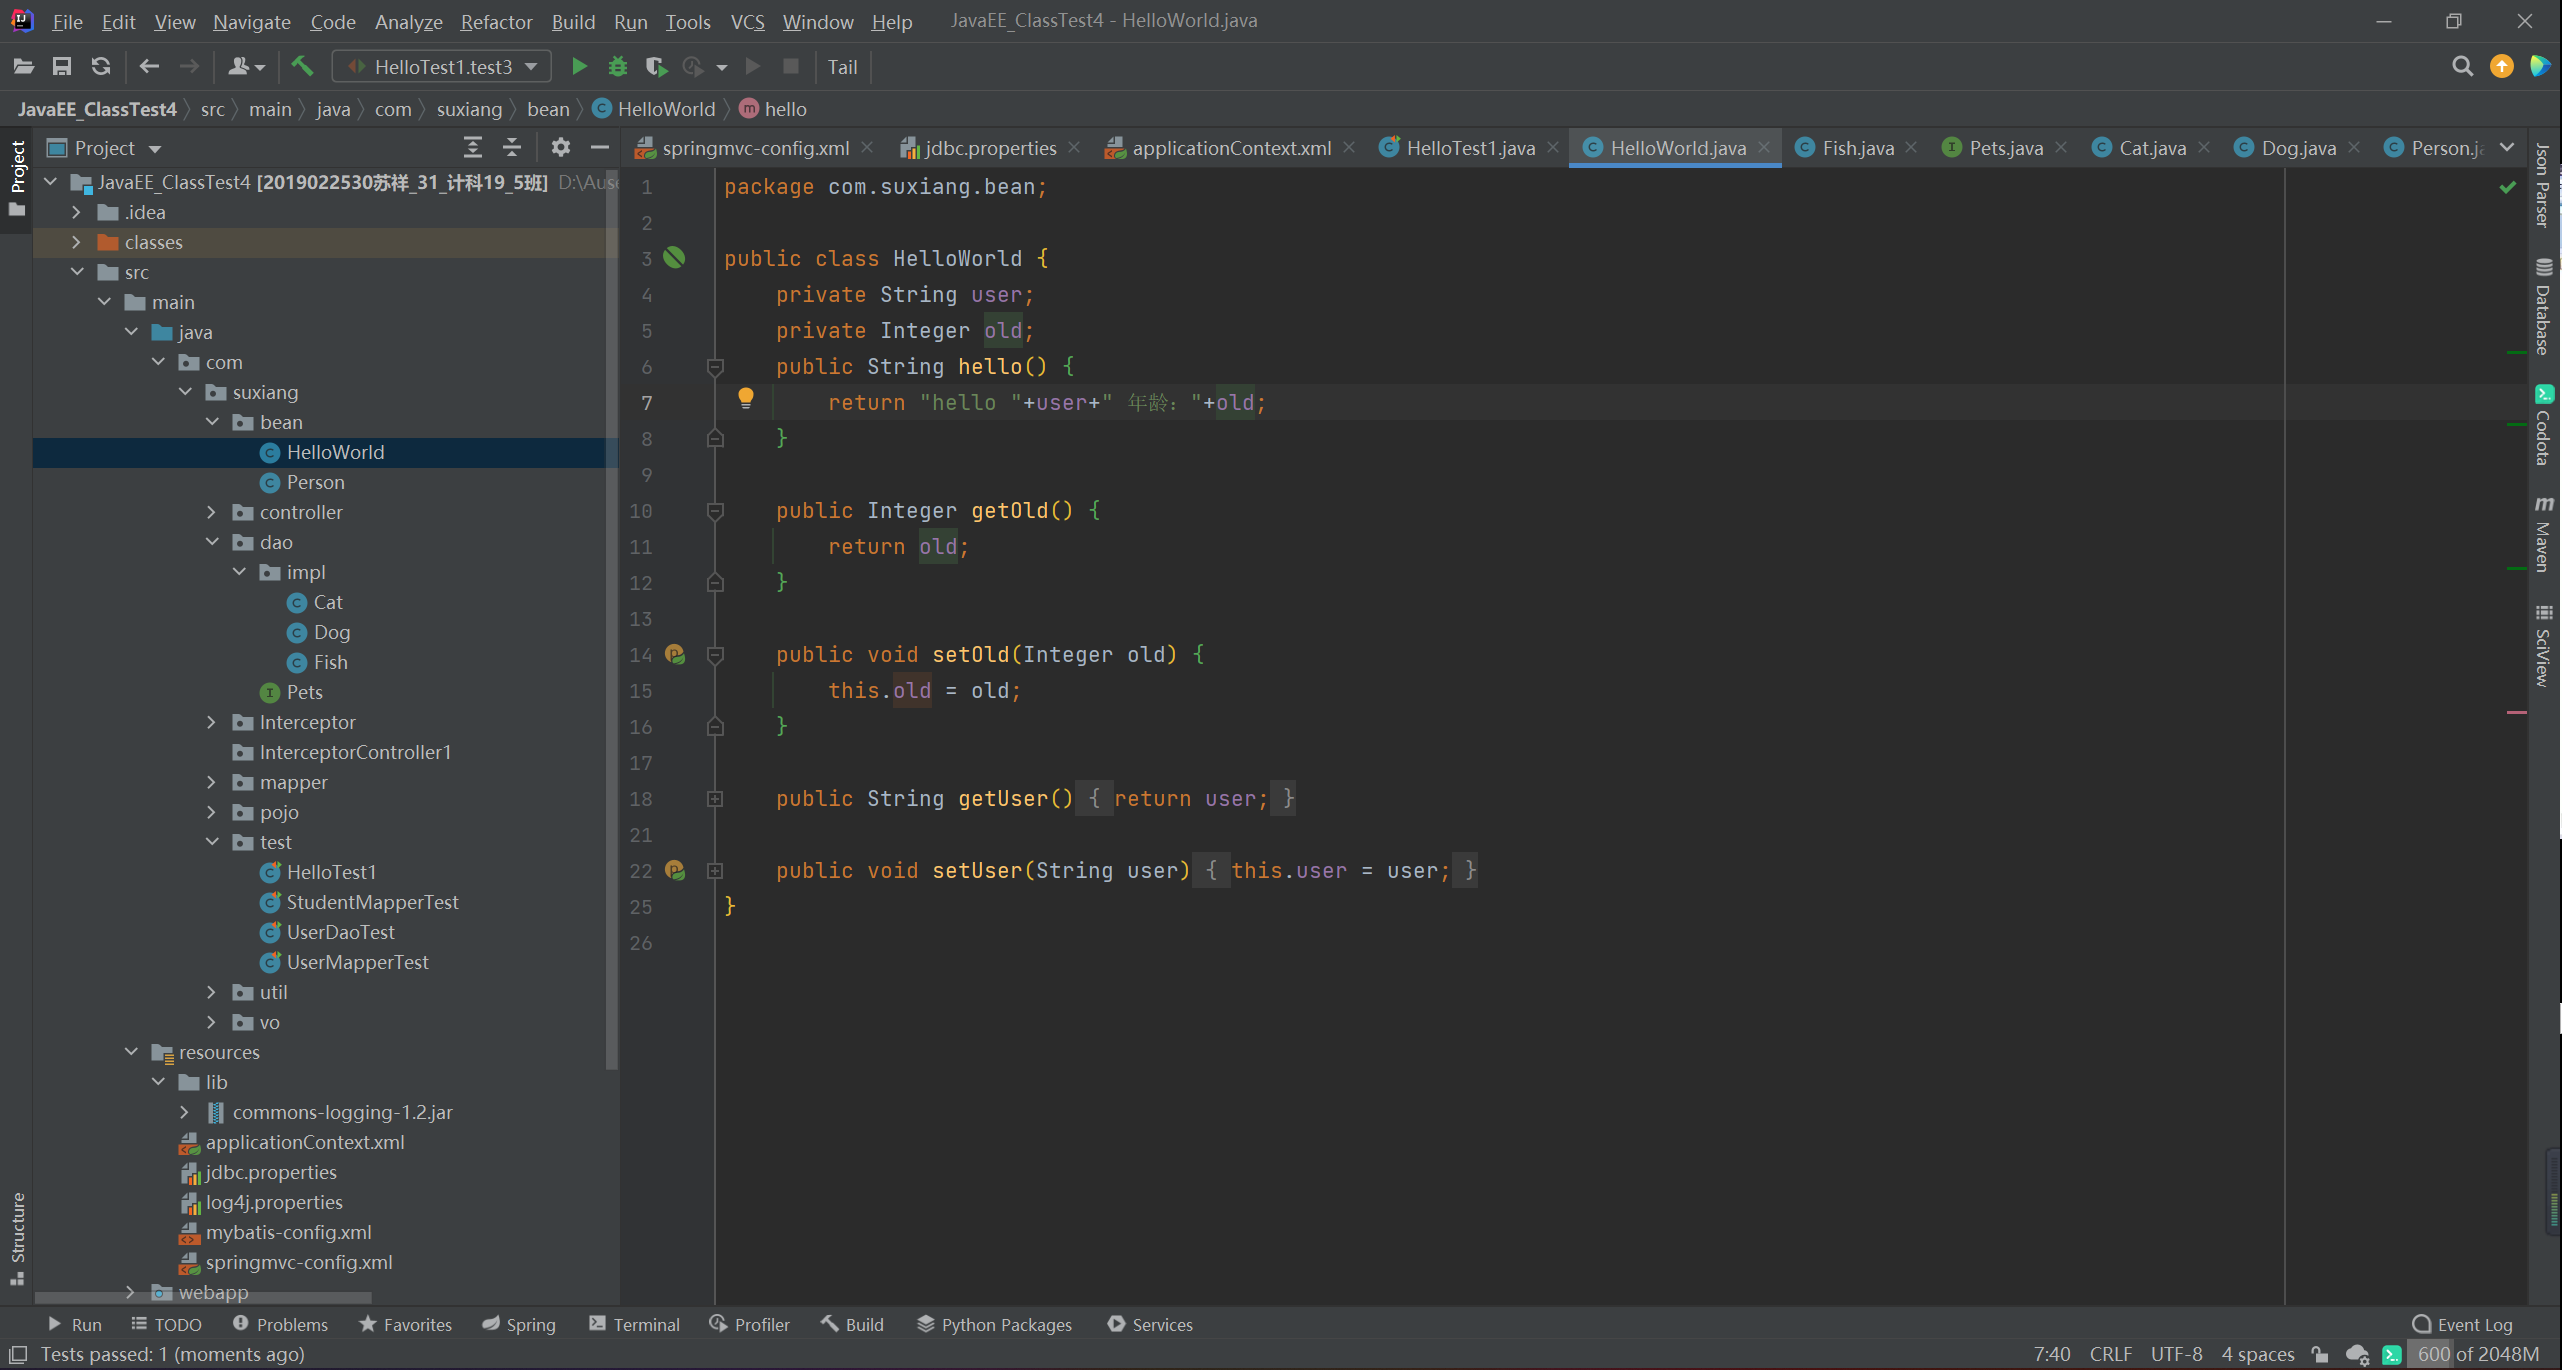 File Edit View Navigate Code Analyze Refactor Build Run Tools VCS Window Help JavaEE_ClassTest4 - HelloWorld.java
HelloTest1.test3 Tail
JavaEE_ClassTest4 src main java com suxiang bean HelloWorld hello
Project
Project
springmvc-config.xml jdbc.properties applicationContext.xml HelloTest1.java HelloWorld.java Fish.java Pets.java Cat.java Dog.java Person.ja
JavaEE_ClassTest4 [2019022530苏祥_31_计科19_5班] D:\Ause
.idea
classes
src
main
java
com
suxiang
bean
HelloWorld
Person
controller
dao
impl
Cat
Dog
Fish
Pets
Interceptor
InterceptorController1
mapper
pojo
test
HelloTest1
StudentMapperTest
UserDaoTest
UserMapperTest
util
vo
resources
lib
commons-logging-1.2.jar
applicationContext.xml
jdbc.properties
log4j.properties
mybatis-config.xml
springmvc-config.xml
webapp
Structure
1 package com.suxiang.bean;
2
3 public class HelloWorld {
4 private String user;
5 private Integer old;
6 public String hello() {
7 return "hello "+user+" 年龄："+old;
8 }
9
10 public Integer getOld() {
11 return old;
12 }
13
14 public void setOld(Integer old) {
15 this.old = old;
16 }
17
18 public String getUser() { return user; }
21
22 public void setUser(String user) { this.user = user; }
25 }
26
Json Parser
Database
Codota
Maven
SciView
Run TODO Problems Favorites Spring Terminal Profiler Build Python Packages Services Event Log
Tests passed: 1 (moments ago) 7:40 CRLF UTF-8 4 spaces 600 of 2048M